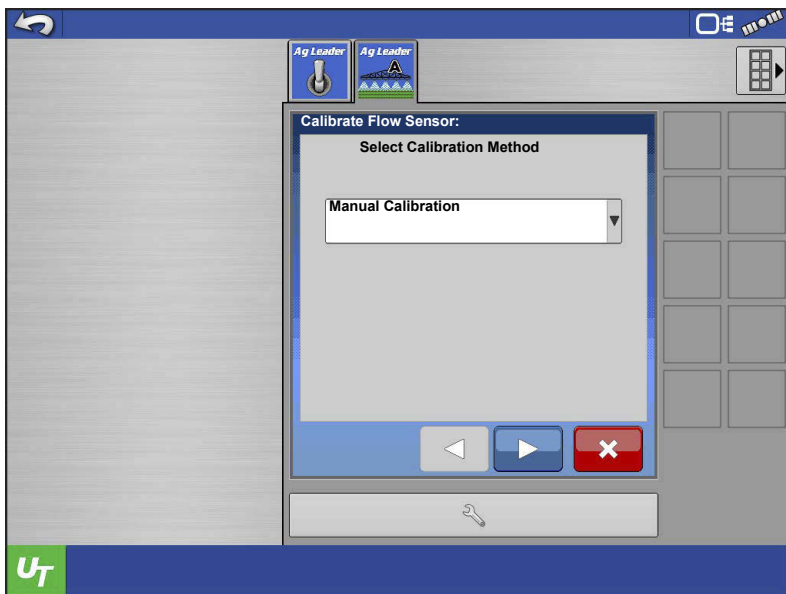 Ag Leader
Ag Leader
A
Calibrate Flow Sensor:
Select Calibration Method
Manual Calibration
UT